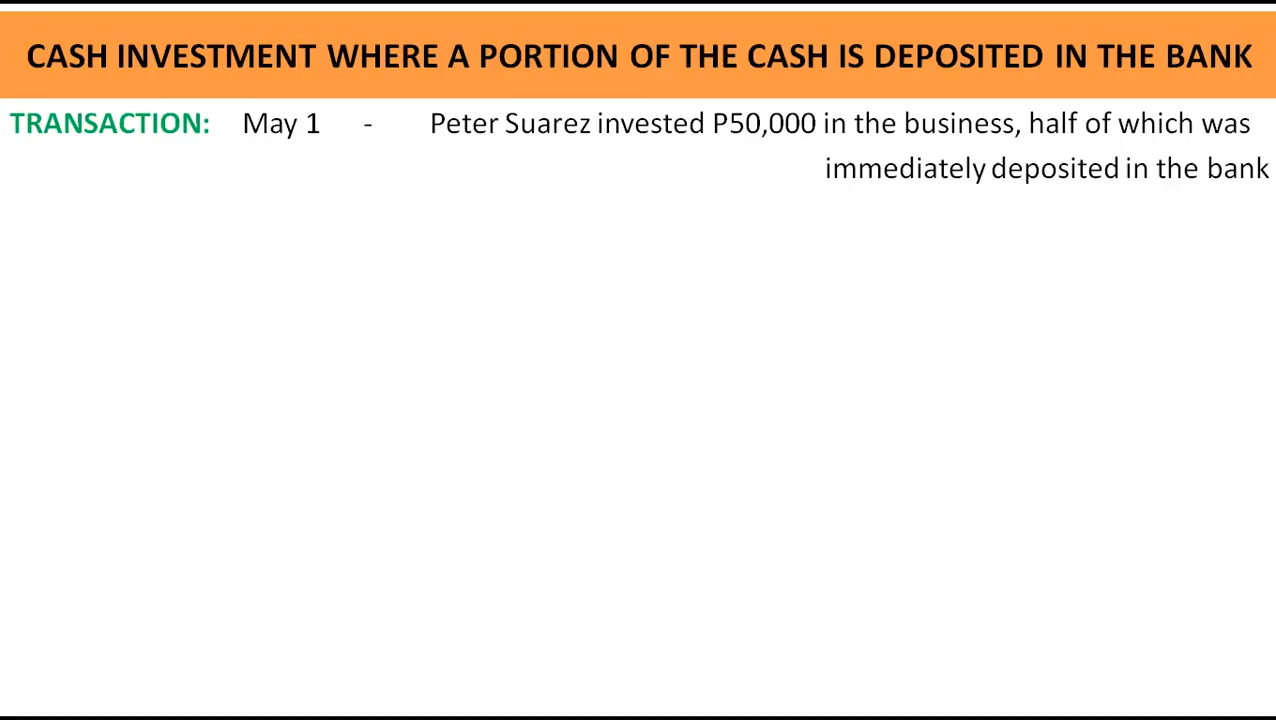 CASH INVESTMENT WHERE A PORTION OF THE CASH IS DEPOSITED IN THE BANK
TRANSACTION: May 1 - Peter Suarez invested P50,000 in the business, half of which was
immediately deposited in the bank